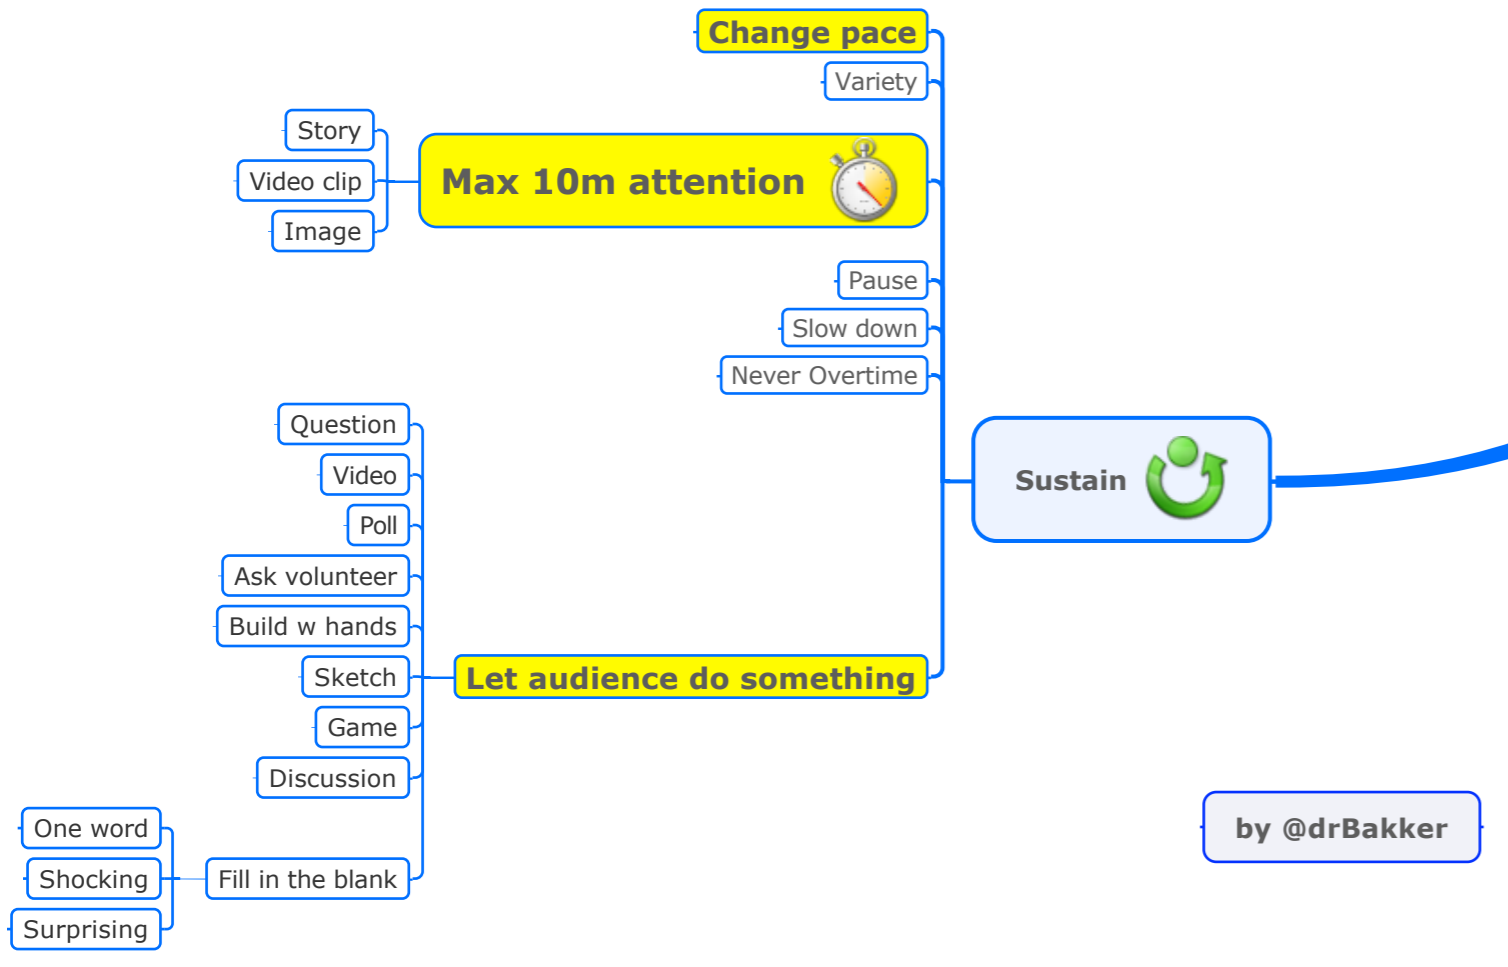 Change pace
Variety
Max 10m attention
Story
Video clip
Image
Pause
Slow down
Never Overtime
Sustain
Let audience do something
Question
Video
Poll
Ask volunteer
Build w hands
Sketch
Game
Discussion
Fill in the blank
One word
Shocking
Surprising
by @drBakker